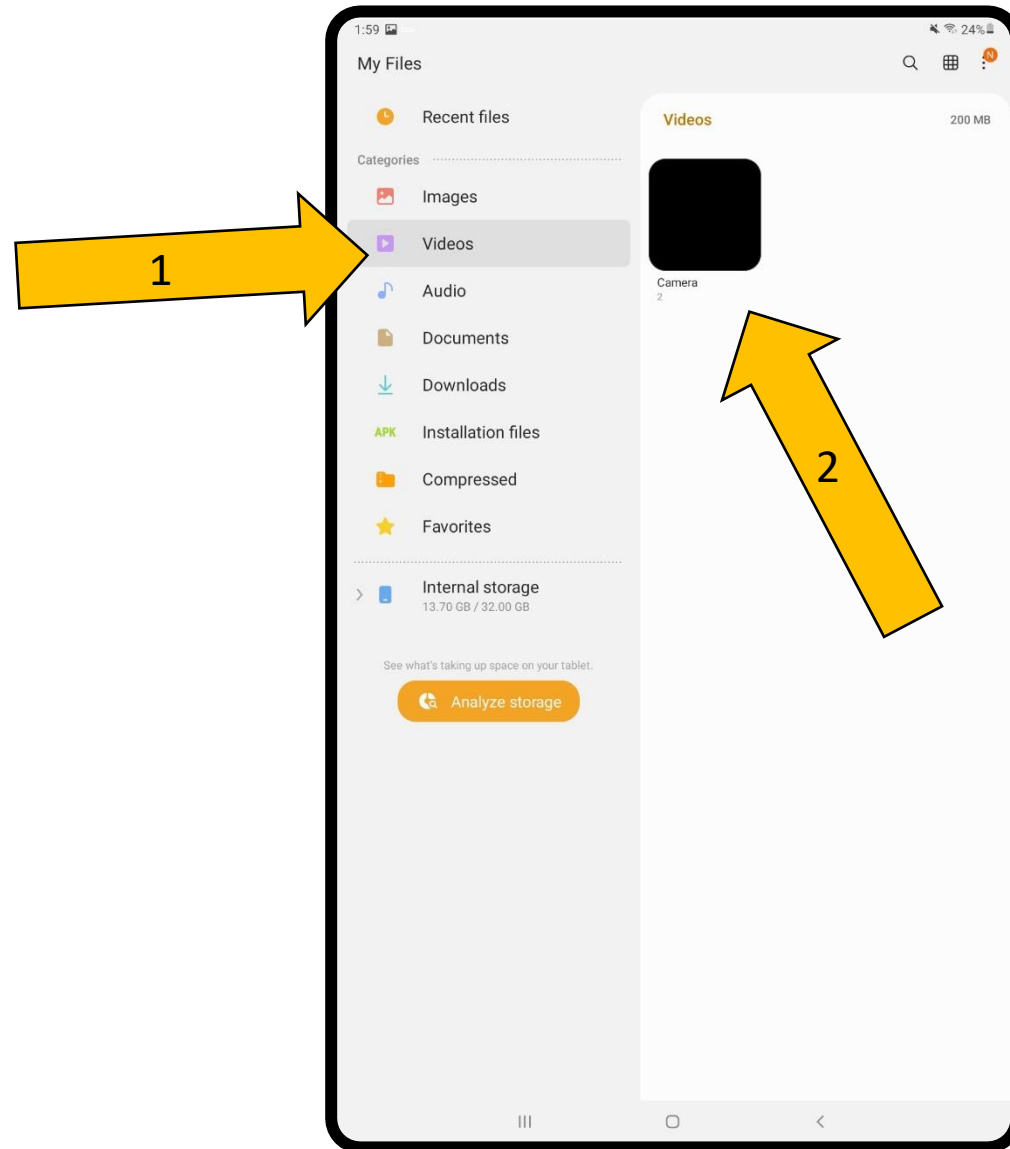 1:59 24%
My Files
N
Recent files
Categories
Images
Videos
Audio
Documents
Downloads
APK Installation files
Compressed
Favorites
Internal storage
13.70 GB / 32.00 GB
See what's taking up space on your tablet.
Analyze storage
Videos 200 MB
Camera
2
1
2